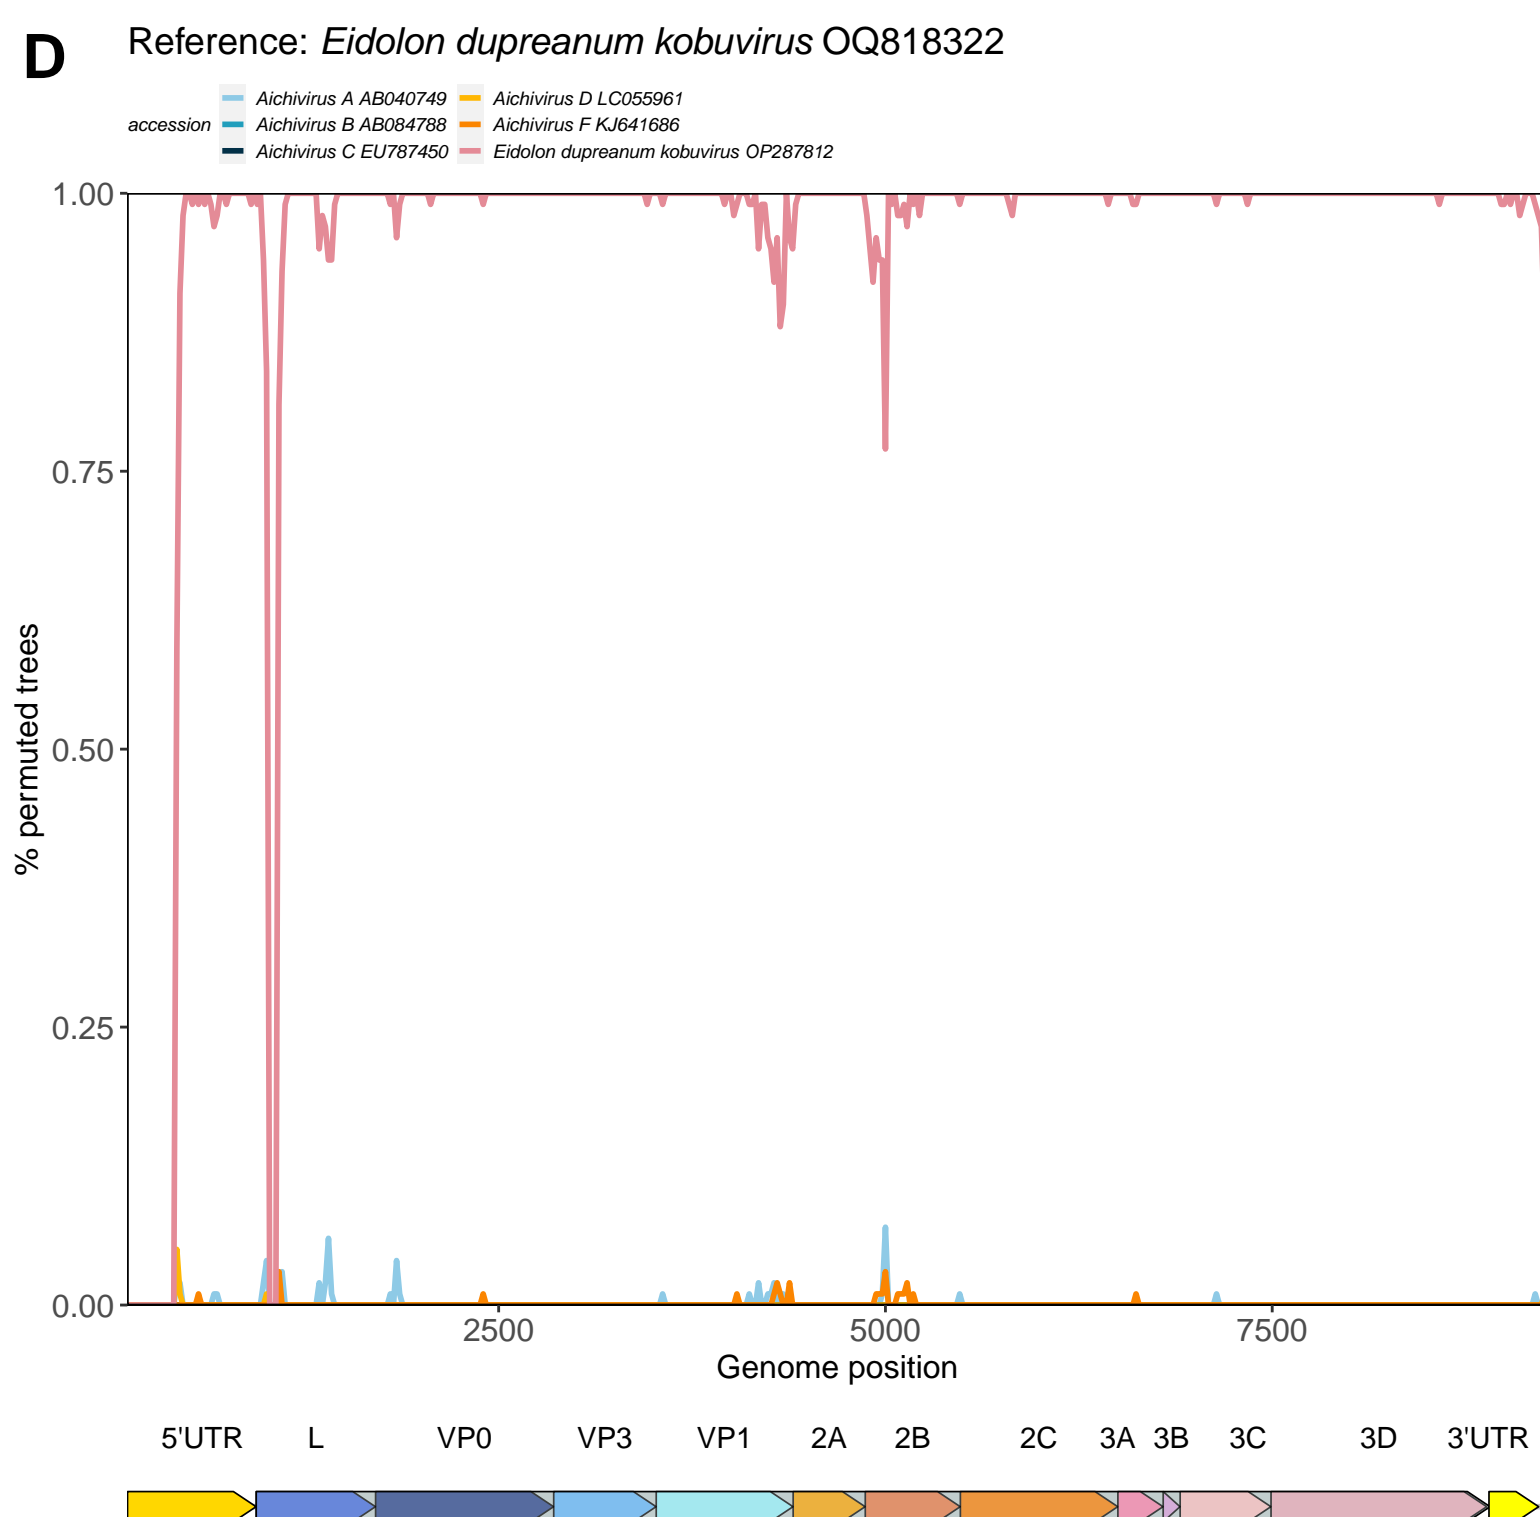 D
Reference: Eidolon dupreanum kobuvirus OQ818322
accession
Aichivirus A AB040749
Aichivirus B AB084788
Aichivirus C EU787450
Aichivirus D LC055961
Aichivirus F KJ641686
Eidolon dupreanum kobuvirus OP287812
1.00
0.75
0.50
0.25
0.00
% permuted trees
2500 5000 7500
Genome position
5'UTR L VP0 VP3 VP1 2A 2B 2C 3A 3B 3C 3D 3'UTR